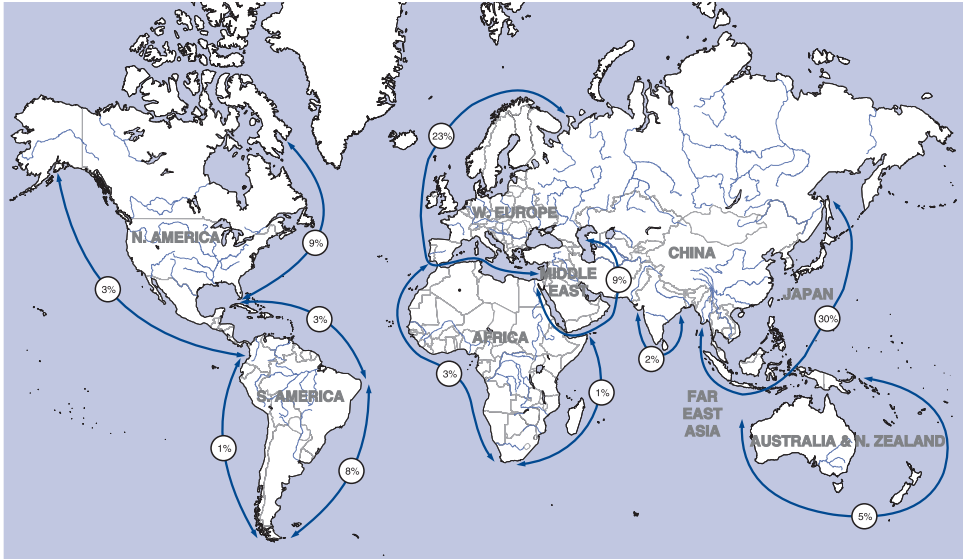 23%
W. EUROPE
N. AMERICA
9%
CHINA
MIDDLE
EAST
9%
3%
JAPAN
3%
30%
AFRICA
2%
3%
1%
S. AMERICA
FAR
EAST
ASIA
AUSTRALIA & N. ZEALAND
1%
8%
5%